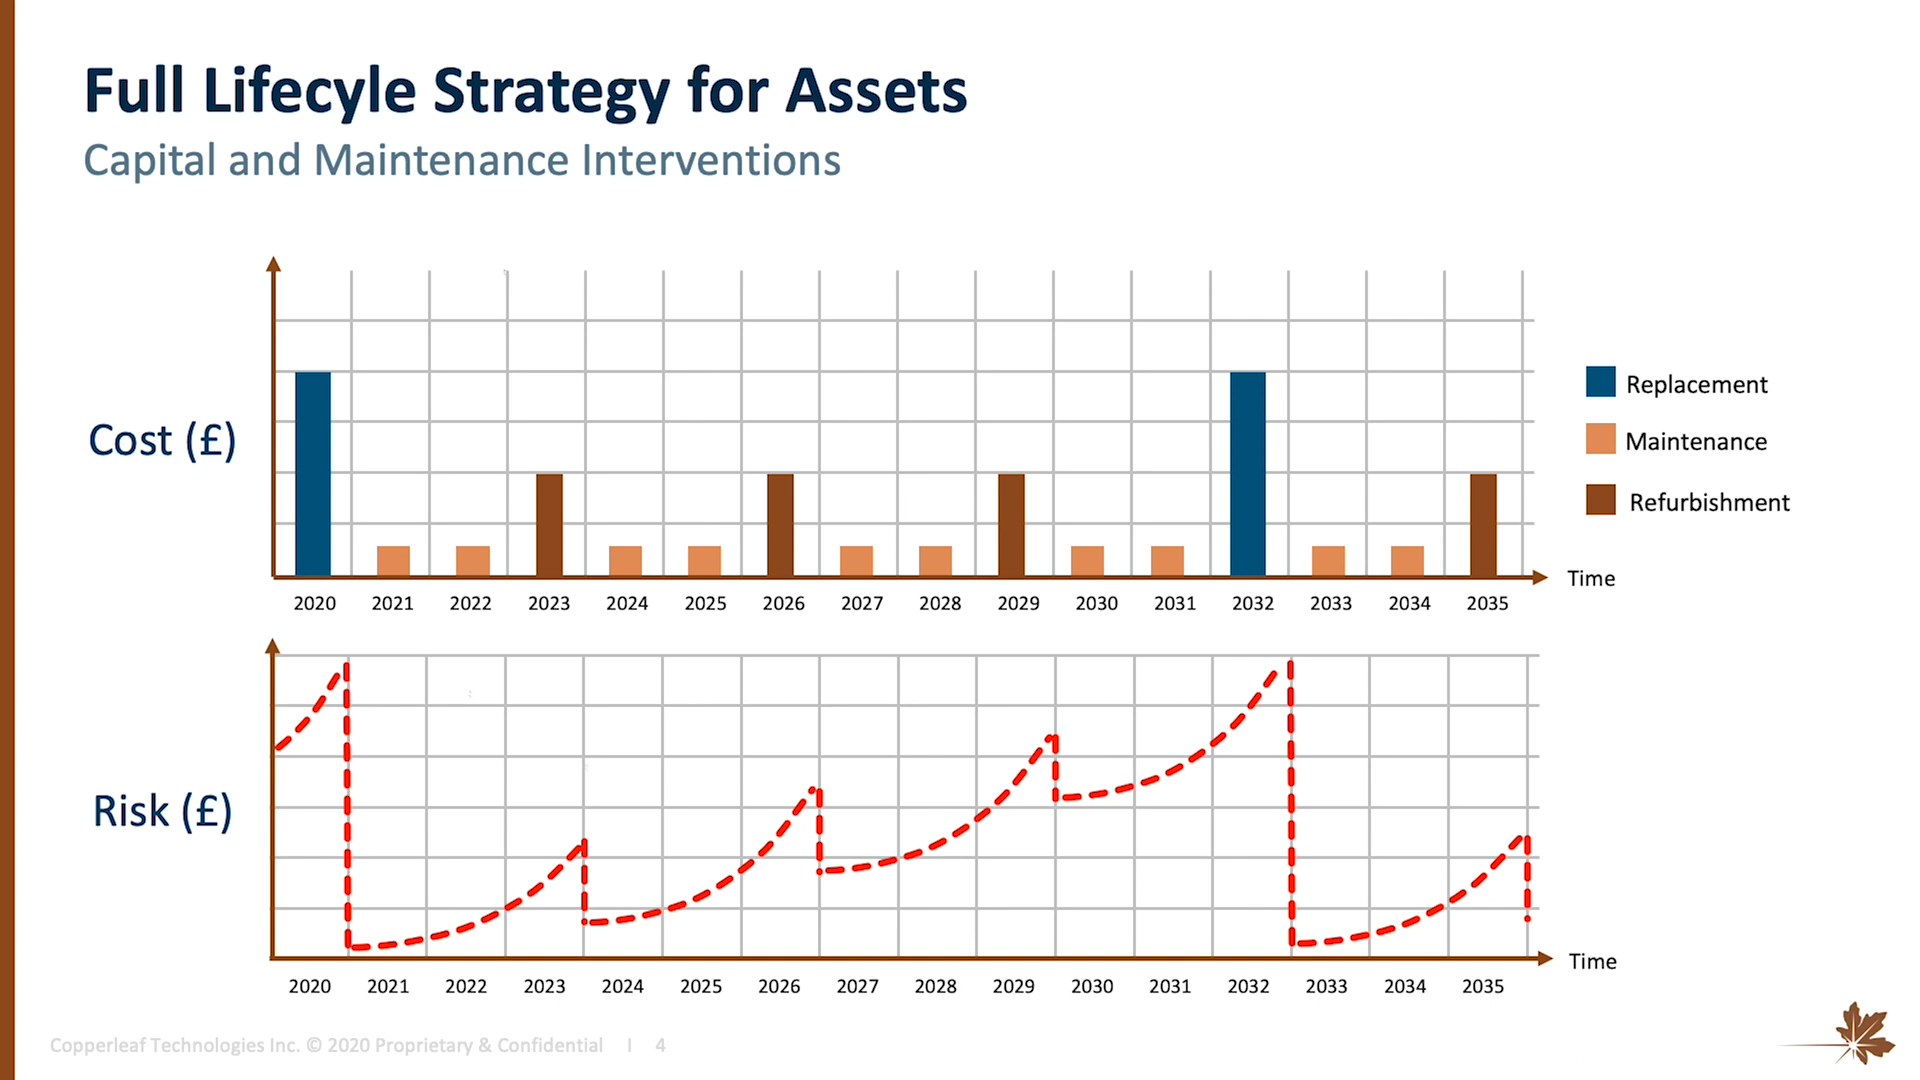 Full Lifecyle Strategy for Assets
Capital and Maintenance Interventions
Cost (£)
Replacement
Maintenance
Refurbishment
Time
2020 2021 2022 2023 2024 2025 2026 2027 2028 2029 2030 2031 2032 2033 2034 2035
Risk (£)
Time
2020 2021 2022 2023 2024 2025 2026 2027 2028 2029 2030 2031 2032 2033 2034 2035
Copperleaf Technologies Inc. © 2020 Proprietary & Confidential | 4